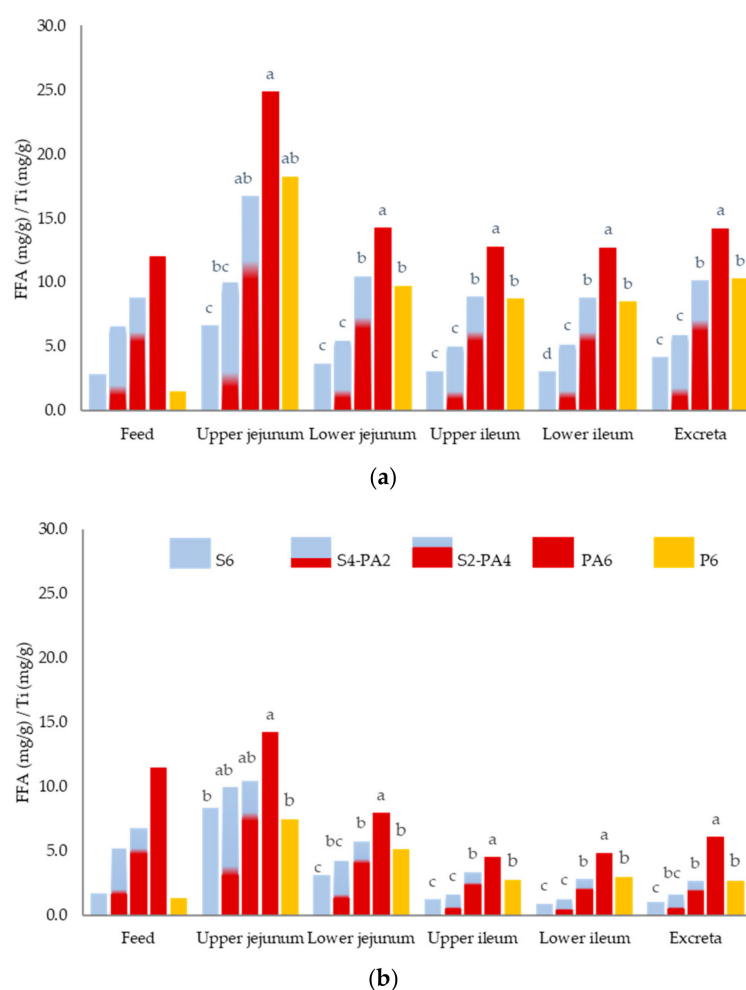 30.0
25.0
20.0
15.0
10.0
5.0
0.0
FFA (mg/g) / Ti (mg/g)
c bc ab a ab
c c b a b
c c b a b
d c b a b
c c b a b
Feed Upper jejunum Lower jejunum Upper ileum Lower ileum Excreta
(a)
30.0
25.0
20.0
15.0
10.0
5.0
0.0
FFA (mg/g) / Ti (mg/g)
S6 S4-PA2 S2-PA4 PA6 P6
b ab ab a b
c bc b a b
c c b a b
c c b a b
c bc b a b
Feed Upper jejunum Lower jejunum Upper ileum Lower ileum Excreta
(b)